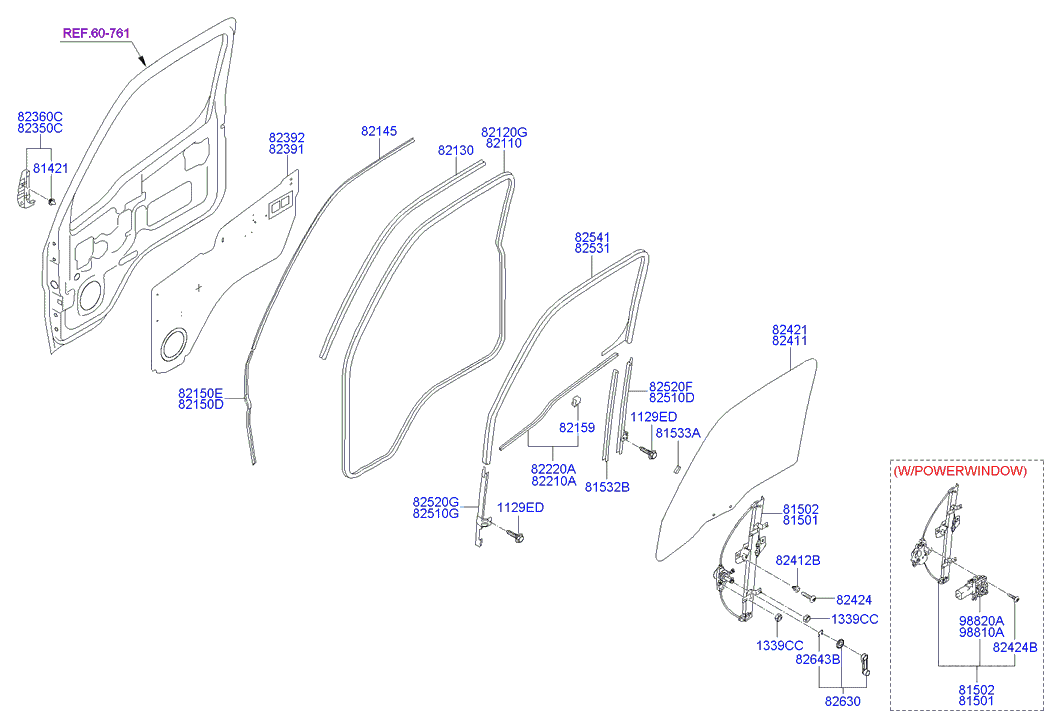 REF.60-761
82360C
82350C
81421
82392
82391
82145
82130
82120G
82110
82541
82531
82421
82411
82150E
82150D
82520F
82510D
1129ED
82159
81533A
82220A
82210A
81532B
82520G
82510G
1129ED
81502
81501
82412B
82424
1339CC
1339CC
82643B
82630
(W/POWERWINDOW)
98820A
98810A
82424B
81502
81501